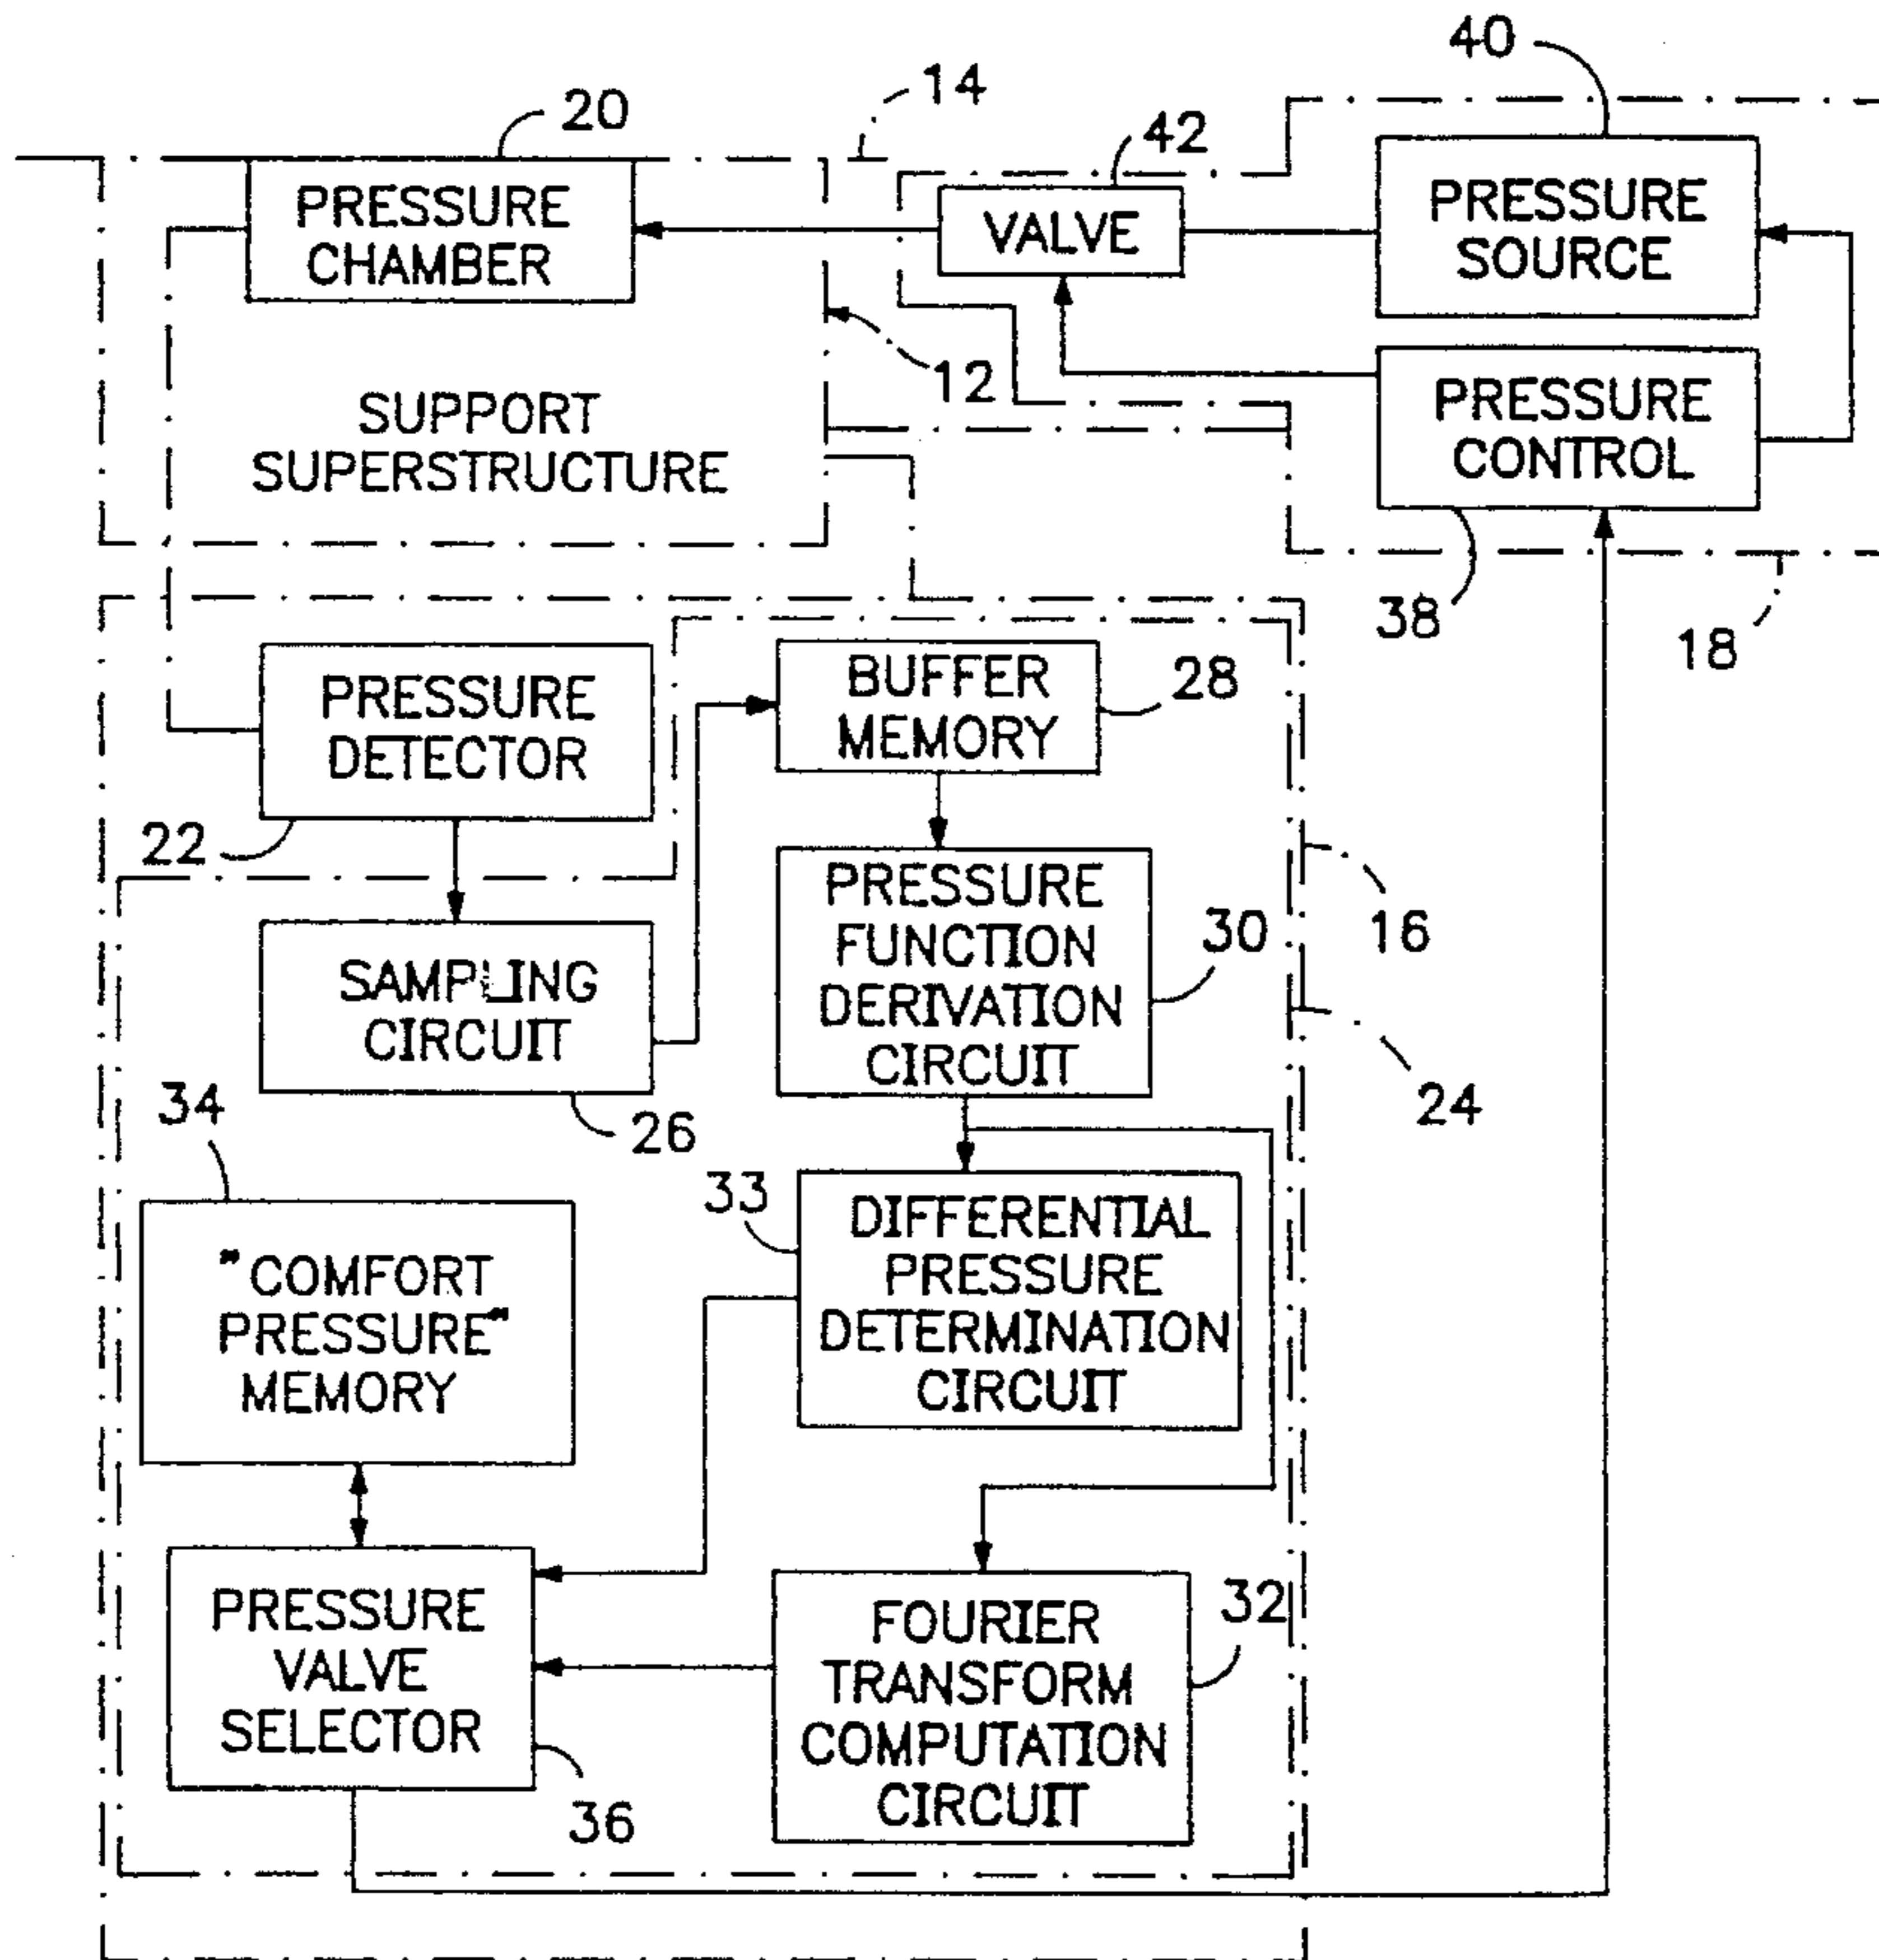 40
14
20
42
PRESSURE
CHAMBER
VALVE
PRESSURE
SOURCE
12
SUPPORT
SUPERSTRUCTURE
PRESSURE
CONTROL
38
18
PRESSURE
DETECTOR
22
BUFFER
MEMORY
28
PRESSURE
FUNCTION
DERIVATION
CIRCUIT
30
16
24
SAMPLING
CIRCUIT
26
34
"COMFORT
PRESSURE"
MEMORY
33
DIFFERENTIAL
PRESSURE
DETERMINATION
CIRCUIT
PRESSURE
VALVE
SELECTOR
36
FOURIER
TRANSFORM
COMPUTATION
CIRCUIT
32